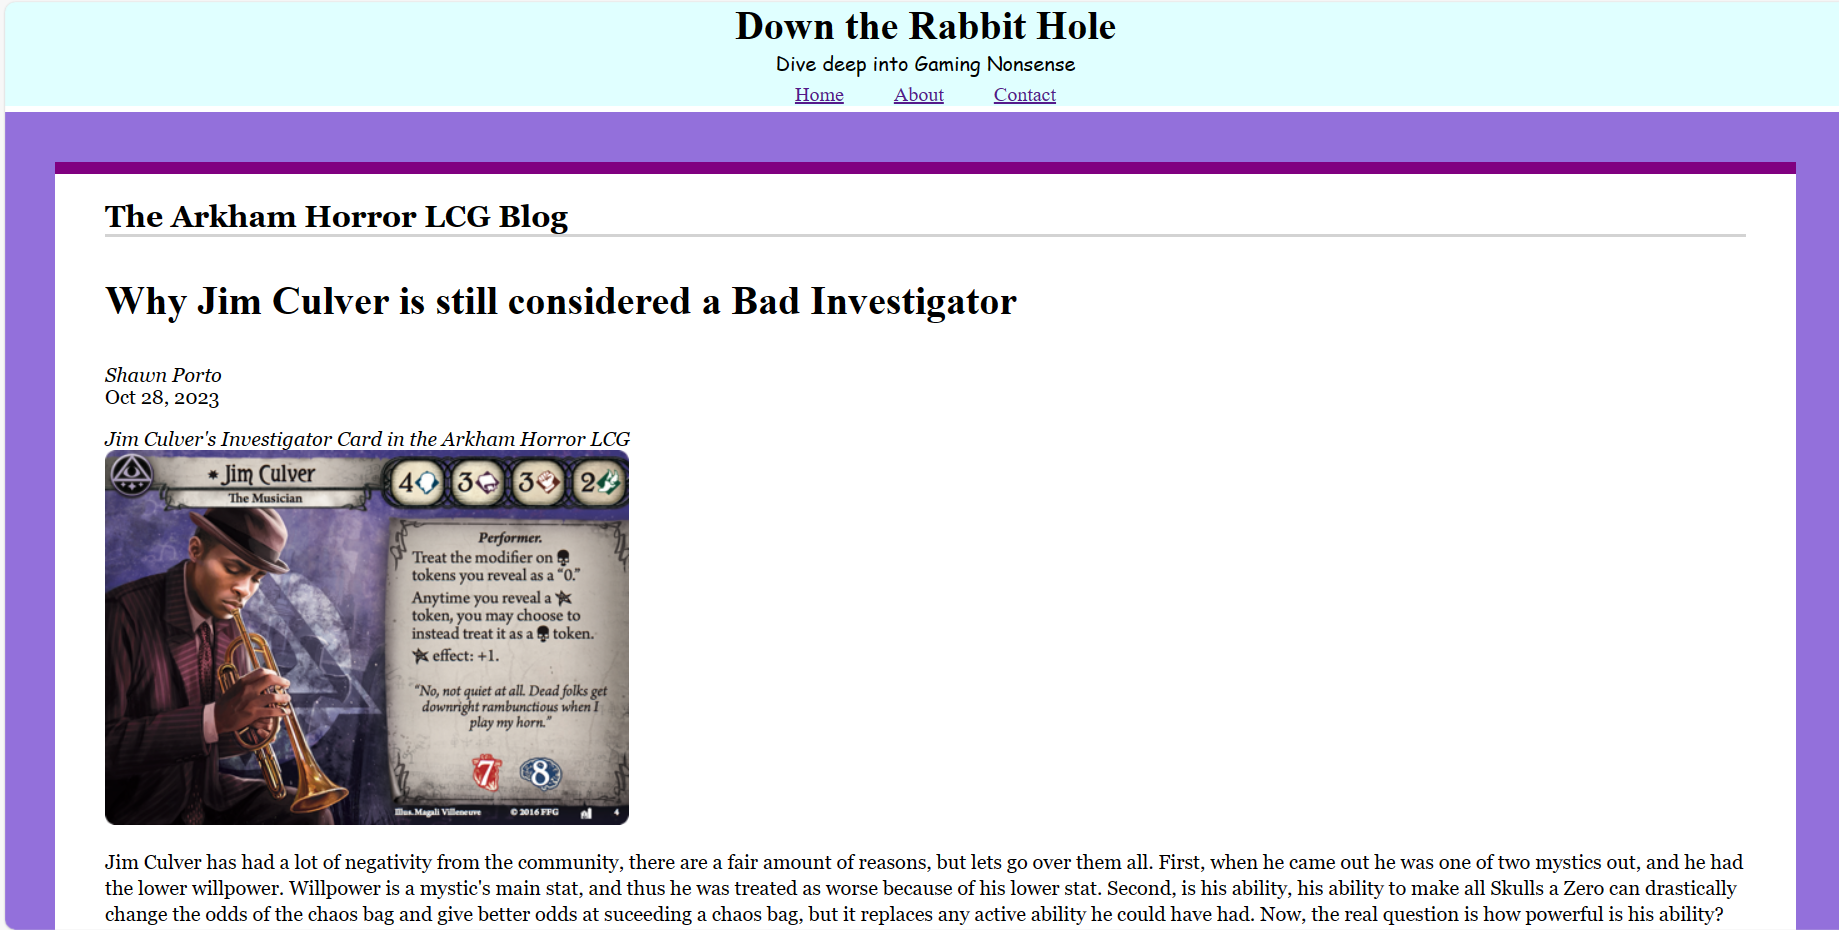 Down the Rabbit Hole
Dive deep into Gaming Nonsense
Home About Contact
The Arkham Horror LCG Blog
Why Jim Culver is still considered a Bad Investigator
Shawn Porto
Oct 28, 2023
Jim Culver's Investigator Card in the Arkham Horror LCG
Jim Culver
The Musician
4 3 3 2
Performer.
Treat the modifier on
tokens you reveal as a “0.”
Anytime you reveal a
token, you may choose to
instead treat it as a token.
effect: +1.
“No, not quiet at all. Dead folks get
downright rambunctious when I
play my horn.”
7 8
Illus. Magali Villeneuve © 2016 FFG 4
Jim Culver has had a lot of negativity from the community, there are a fair amount of reasons, but lets go over them all. First, when he came out he was one of two mystics out, and he had
the lower willpower. Willpower is a mystic's main stat, and thus he was treated as worse because of his lower stat. Second, is his ability, his ability to make all Skulls a Zero can drastically
change the odds of the chaos bag and give better odds at suceeding a chaos bag, but it replaces any active ability he could have had. Now, the real question is how powerful is his ability?